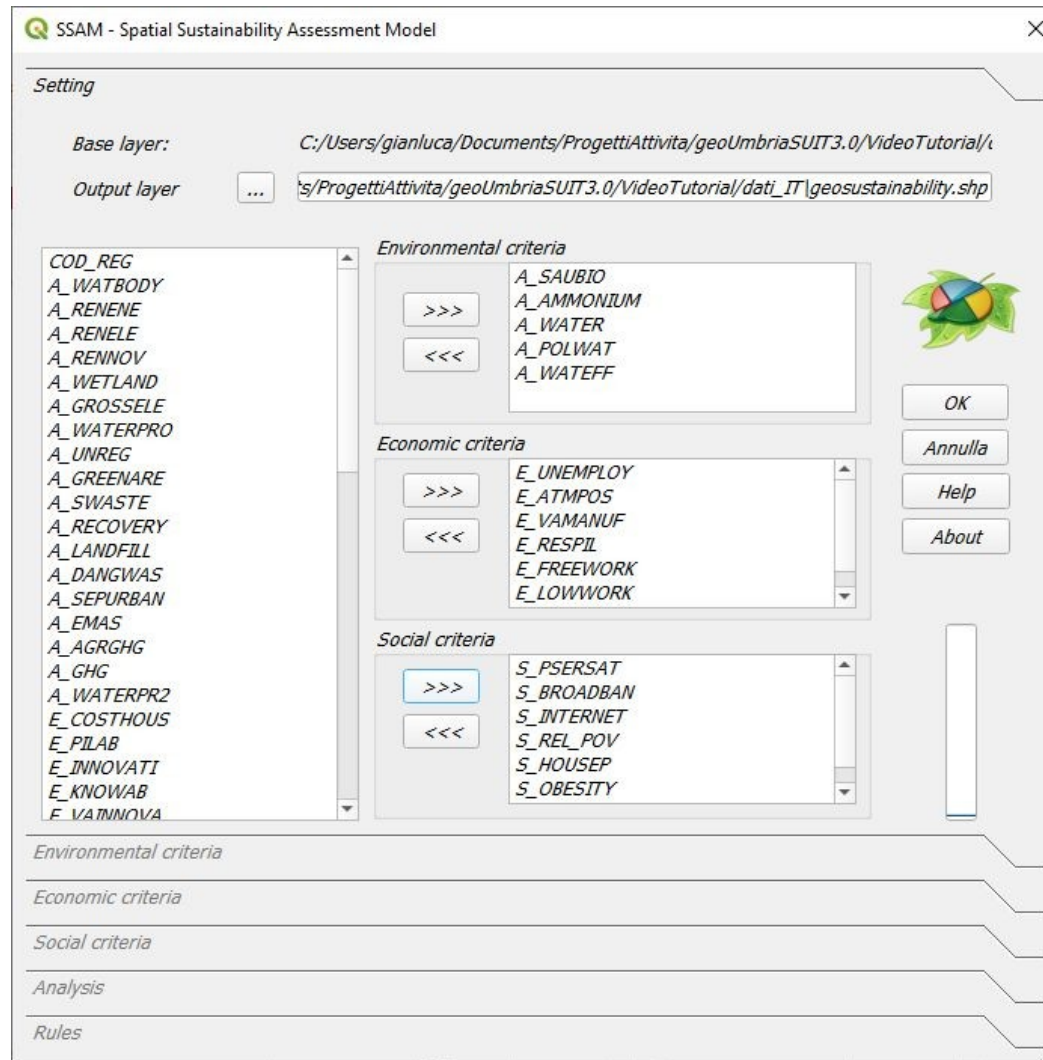 SSAM - Spatial Sustainability Assessment Model
Setting
Base layer: C:/Users/gianluca/Documents/ProgettiAttivita/geoUmbriaSUIT3.0/VideoTutorial/
Output layer ... s/ProgettiAttivita/geoUmbriaSUIT3.0/VideoTutorial/dati_IT\geosustainability.shp
COD_REG
A_WATBODY
A_RENENE
A_RENELE
A_RENNOV
A_WETLAND
A_GROSSELE
A_WATERPRO
A_UNREG
A_GREENARE
A_SWASTE
A_RECOVERY
A_LANDFILL
A_DANGWAS
A_SEPURBAN
A_EMAS
A_AGRGHG
A_GHG
A_WATERPR2
E_COSTHOUS
E_PILAB
E_INNOVATI
E_KNOWAB
E_VAINNOVA
Environmental criteria
>>>
<<<
A_SAUBIO
A_AMMONIUM
A_WATER
A_POLWAT
A_WATEFF
Economic criteria
>>>
<<<
E_UNEMPLOY
E_ATMPOS
E_VAMANUF
E_RESPIL
E_FREEWORK
E_LOWWORK
Social criteria
>>>
<<<
S_PSERSAT
S_BROADBAN
S_INTERNET
S_REL_POV
S_HOUSEP
S_OBESITY
OK
Annulla
Help
About
Environmental criteria
Economic criteria
Social criteria
Analysis
Rules